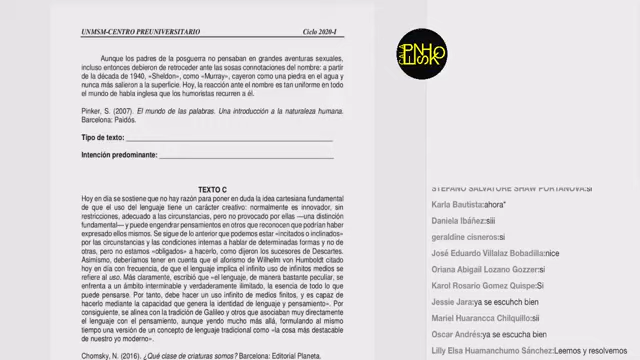 UNMSM-CENTRO PREUNIVERSITARIO Ciclo 2020-I
Aunque los padres de la posguerra no pensaban en grandes aventuras sexuales,
incluso entonces debieron de retroceder ante las sosas connotaciones del nombre: a partir
de la década de 1940, «Sheldon», como «Murray», cayeron como una piedra en el agua y
nunca más salieron a la superficie. Hoy, la reacción ante el nombre es tan uniforme en todo
el mundo de habla inglesa que los humoristas recurren a él.
Pinker, S. (2007). El mundo de las palabras. Una introducción a la naturaleza humana.
Barcelona: Paidós.
Tipo de texto:
Intención predominante:
TEXTO C
Hoy en día se sostiene que no hay razón para poner en duda la idea cartesiana fundamental
de que el uso del lenguaje tiene un carácter creativo: normalmente es innovador, sin
restricciones, adecuado a las circunstancias, pero no provocado por ellas —una distinción
fundamental— y puede engendrar pensamientos en otros que reconocen que podrían haber
expresado ellos mismos. Se sigue de lo anterior que podemos estar «incitados o inclinados»
por las circunstancias y las condiciones internas a hablar de determinadas formas y no de
otras, pero no estamos «obligados» a hacerlo, como dijeron los sucesores de Descartes.
Asimismo, deberíamos tener en cuenta que el aforismo de Wilhelm von Humboldt citado
hoy en día con frecuencia, de que el lenguaje implica el infinito uso de infinitos medios se
refiere al uso. Más claramente, escribió que «el lenguaje, de manera bastante peculiar, se
enfrenta a un ámbito interminable y verdaderamente ilimitado, la esencia de todo lo que
puede pensarse. Por tanto, debe hacer un uso infinito de medios finitos, y es capaz de
hacerlo mediante la capacidad que genera la identidad de lenguaje y pensamiento». Por
consiguiente, se alinea con la tradición de Galileo y otros que asociaban muy directamente
el lenguaje con el pensamiento, aunque yendo mucho más allá, formulando al mismo
tiempo una versión de un concepto de lenguaje tradicional como «la cosa más destacable
de nuestro yo moderno».
Chomsky, N. (2016). ¿Qué clase de criaturas somos? Barcelona: Editorial Planeta.
STEFANO SALVATORE SHAW PORTANOVA:si
Karla Bautista:ahora*
Daniela Ibáñez:siii
geraldine cisneros:si
José Eduardo Villalaz Bobadilla:nice
Oriana Abigail Lozano Gozzer:si
Karol Rosario Gomez Quispe:Si
Jessie Jara:ya se escuhch bien
Mariel Huarancca Chilquillo:sii
Oscar Andrés:ya se escucha bien
Lilly Elsa Huamanchumo Sánchez:Leemos y resolvemos